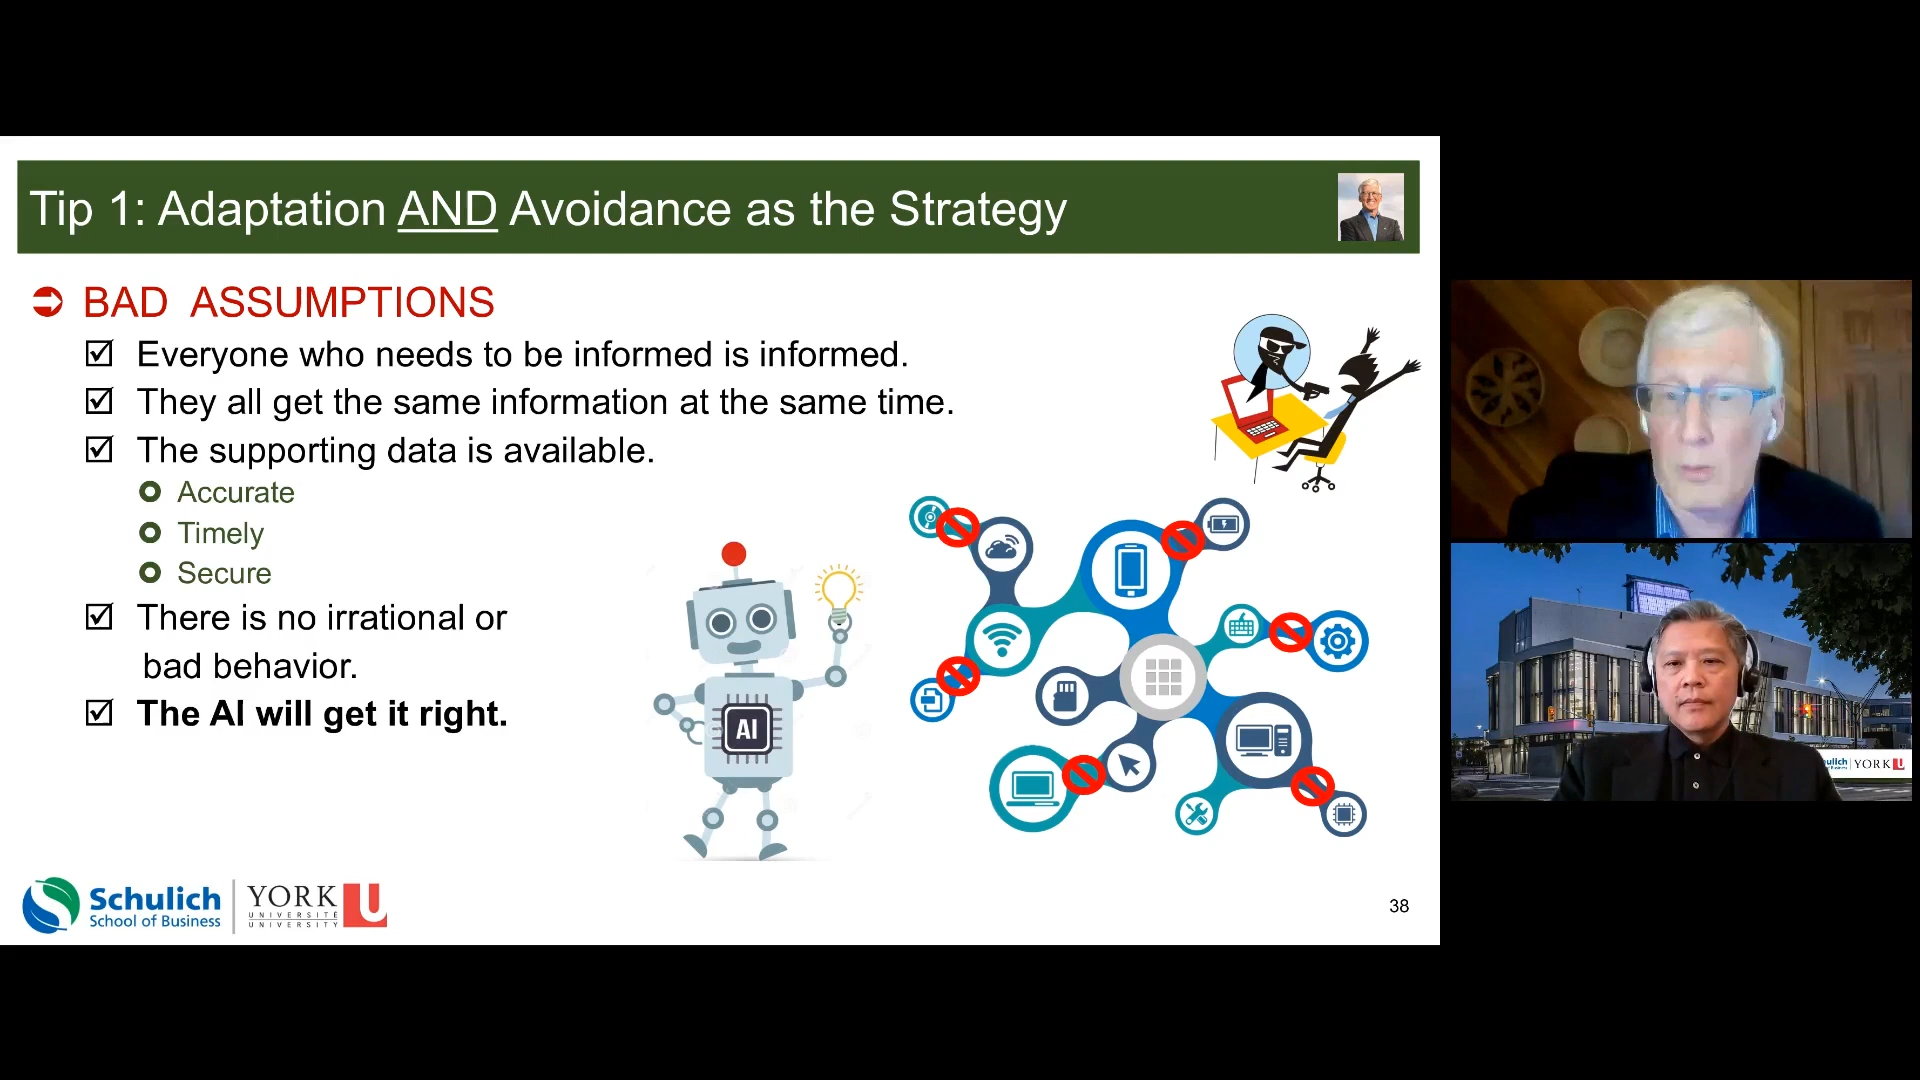 Tip 1: Adaptation AND Avoidance as the Strategy
BAD ASSUMPTIONS
Everyone who needs to be informed is informed.
They all get the same information at the same time.
The supporting data is available.
Accurate
Timely
Secure
There is no irrational or
bad behavior.
The AI will get it right.
AI
Schulich
School of Business
YORK
UNIVERSITÉ
UNIVERSITY
U
38
YORK U